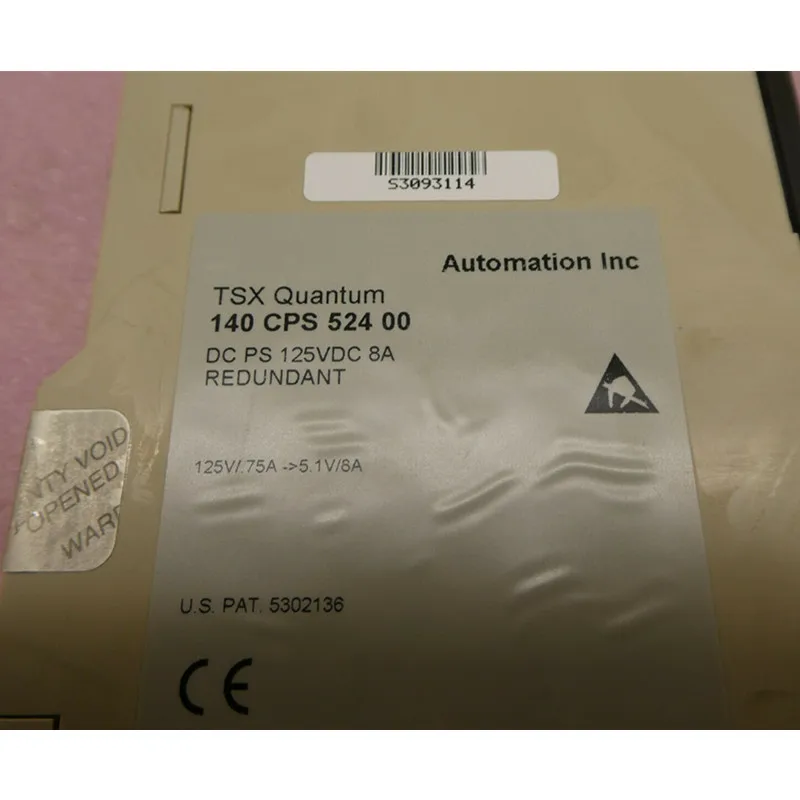 S3093114
Automation Inc
TSX Quantum
140 CPS 524 00
DC PS 125VDC 8A
REDUNDANT
125V/.75A ->5.1V/8A
NTY VOID
OPENED
WARR
U.S. PAT. 5302136
CE